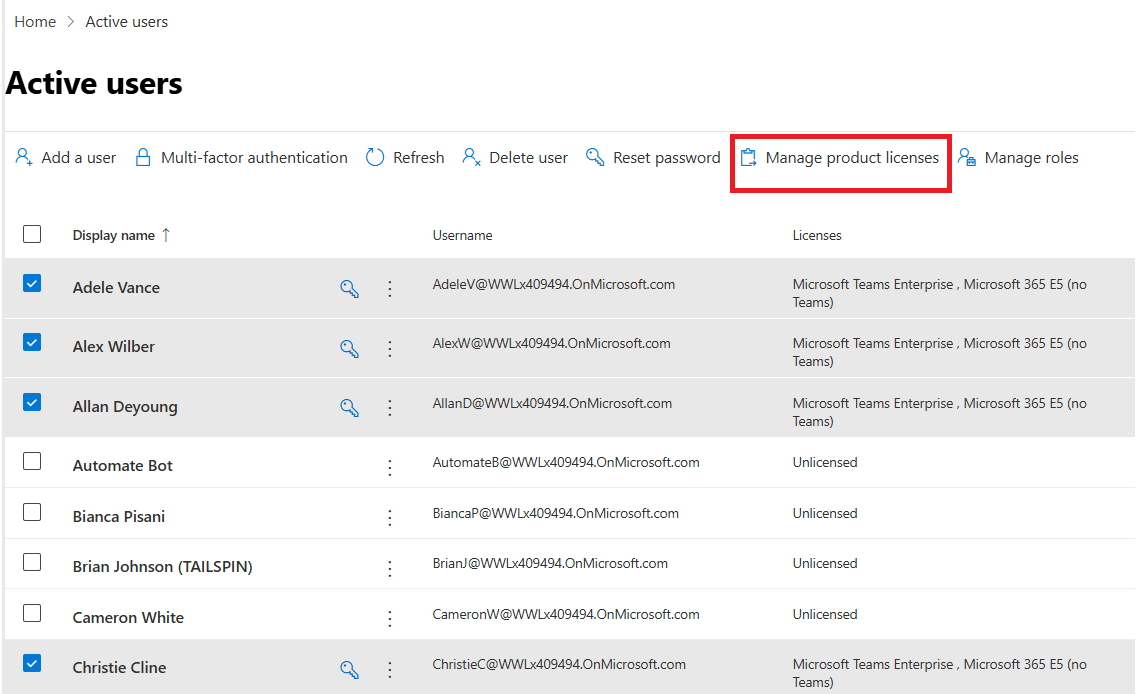 Home > Active users
Active users
Add a user Multi-factor authentication Refresh Delete user Reset password Manage product licenses Manage roles
Display name ↑ Username Licenses
Adele Vance AdeleV@WWLx409494.OnMicrosoft.com Microsoft Teams Enterprise , Microsoft 365 E5 (no
Teams)
Alex Wilber AlexW@WWLx409494.OnMicrosoft.com Microsoft Teams Enterprise , Microsoft 365 E5 (no
Teams)
Allan Deyoung AllanD@WWLx409494.OnMicrosoft.com Microsoft Teams Enterprise , Microsoft 365 E5 (no
Teams)
Automate Bot AutomateB@WWLx409494.OnMicrosoft.com Unlicensed
Bianca Pisani BiancaP@WWLx409494.OnMicrosoft.com Unlicensed
Brian Johnson (TAILSPIN) BrianJ@WWLx409494.OnMicrosoft.com Unlicensed
Cameron White CameronW@WWLx409494.OnMicrosoft.com Unlicensed
Christie Cline ChristieC@WWLx409494.OnMicrosoft.com Microsoft Teams Enterprise , Microsoft 365 E5 (no
Teams)